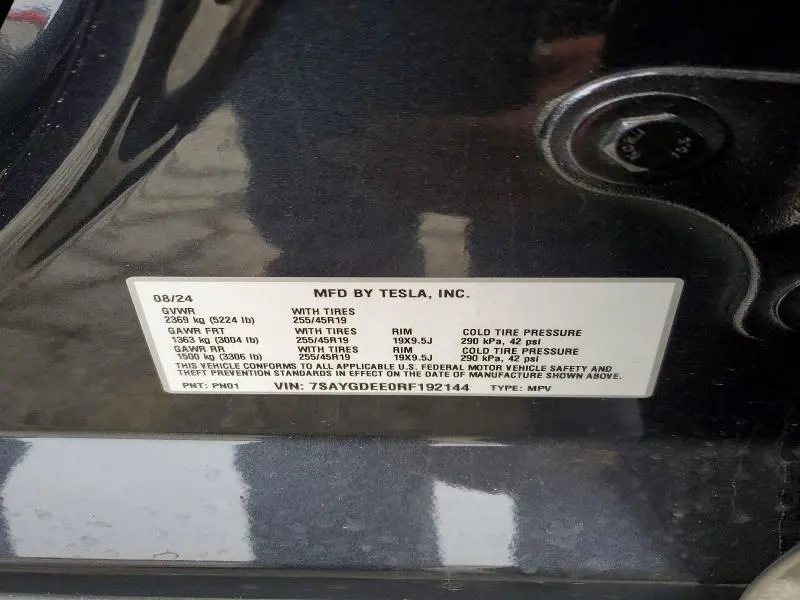 MFD BY TESLA, INC.
08/24
GVWR WITH TIRES
2369 kg (5224 lb) 255/45R19
GAWR FRT WITH TIRES RIM COLD TIRE PRESSURE
1363 kg (3004 lb) 255/45R19 19X9.5J 290 kPa, 42 psi
GAWR RR WITH TIRES RIM COLD TIRE PRESSURE
1500 kg (3306 lb) 255/45R19 19X9.5J 290 kPa, 42 psi
THIS VEHICLE CONFORMS TO ALL APPLICABLE U.S. FEDERAL MOTOR VEHICLE SAFETY AND
THEFT PREVENTION STANDARDS IN EFFECT ON THE DATE OF MANUFACTURE SHOWN ABOVE.
PNT: PN01 VIN: 7SAYGDEE0RF192144 TYPE: MPV